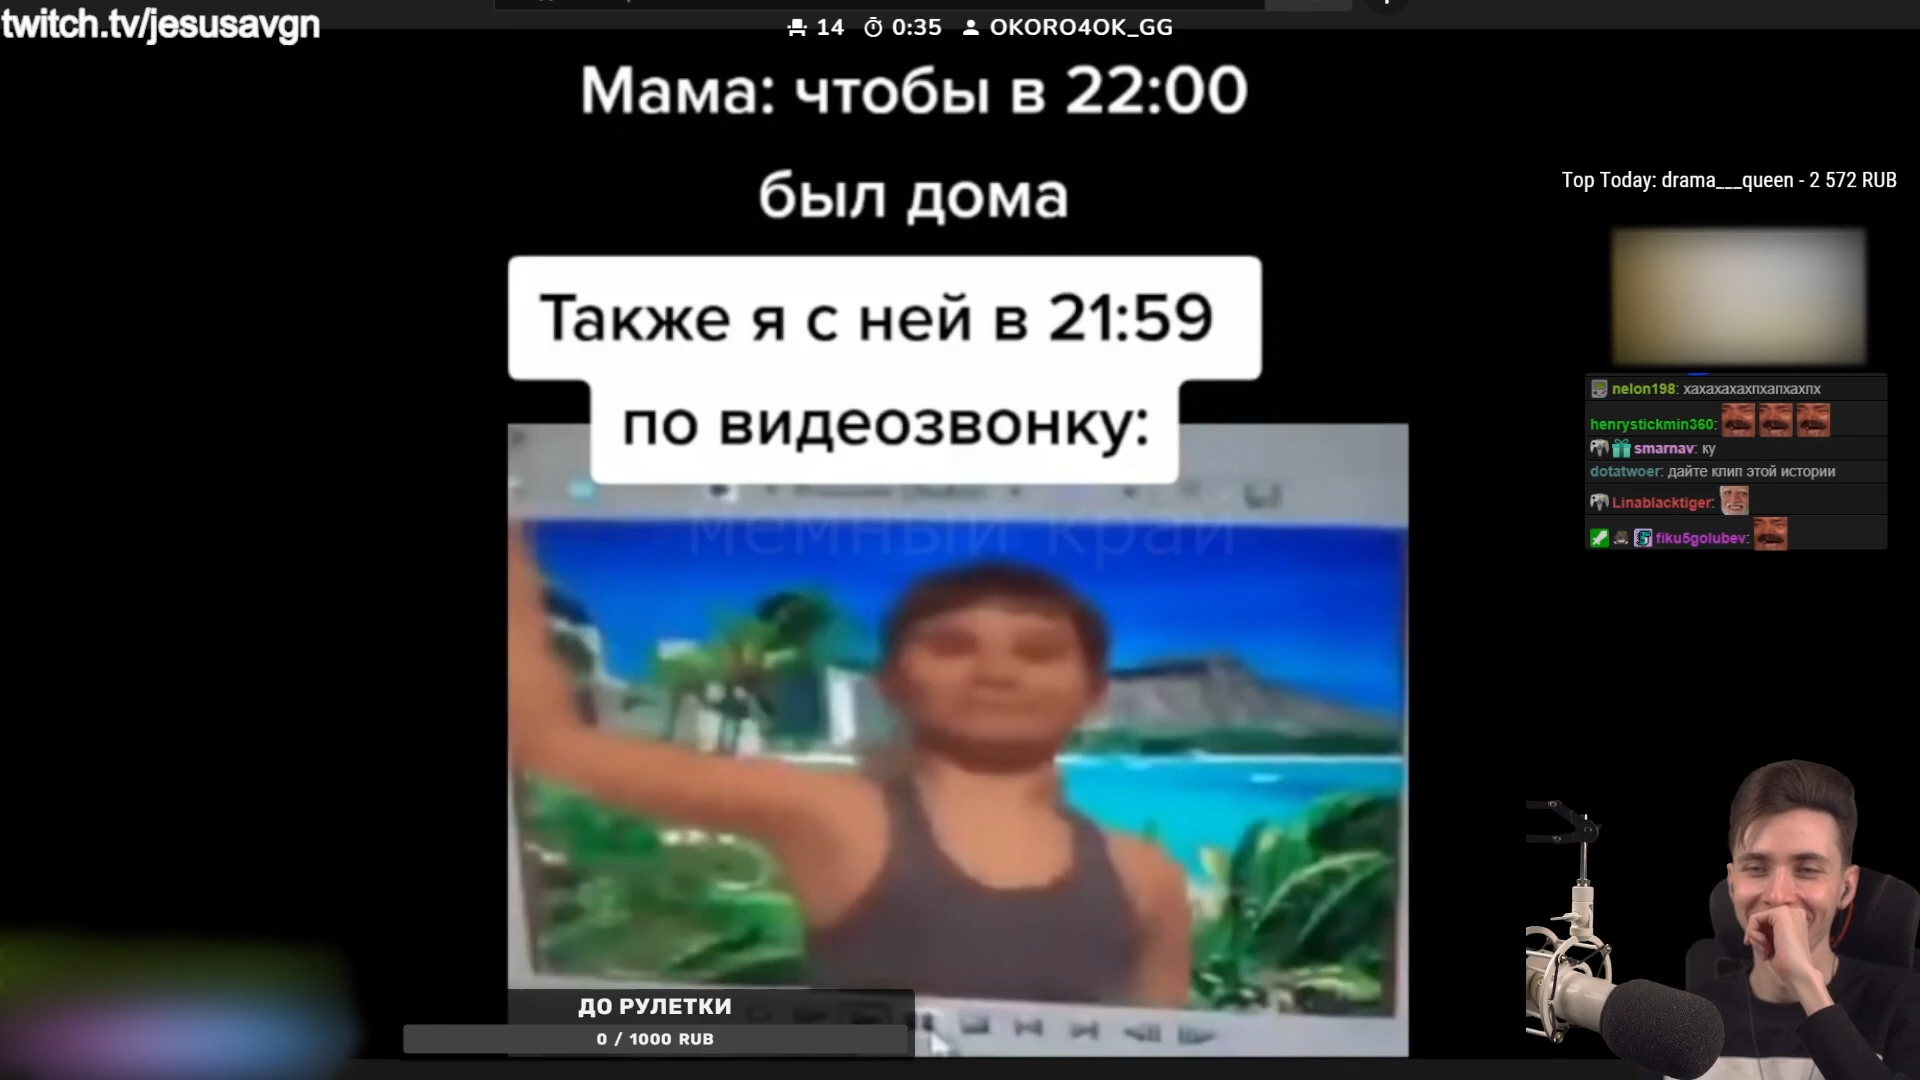 twitch.tv/jesusavgn
14 0:35 OKORO4OK_GG
Мама: чтобы в 22:00
был дома
Также я с ней в 21:59
по видеозвонку:
мемный край
Top Today: drama___queen - 2 572 RUB
nelon198: хахахахахпхапхахпх
henrystickmin360:
smarnav: ку
dotatwoer: дайте клип этой истории
Linablacktiger:
fiku5golubev:
ДО РУЛЕТКИ
0 / 1000 RUB